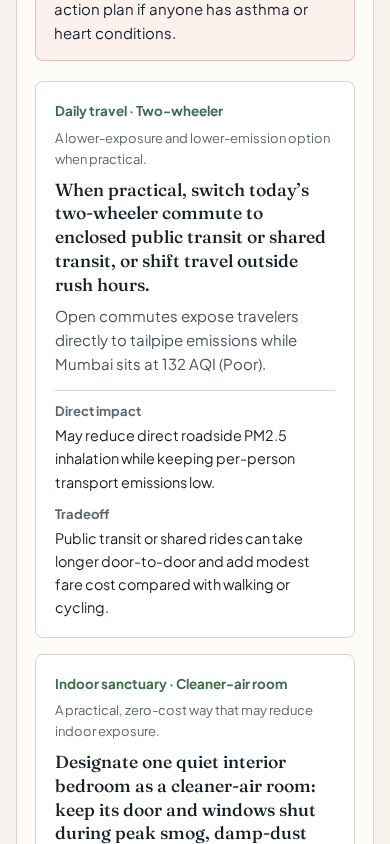 action plan if anyone has asthma or
heart conditions.
Daily travel · Two-wheeler
A lower-exposure and lower-emission option
when practical.
When practical, switch today’s
two-wheeler commute to
enclosed public transit or shared
transit, or shift travel outside
rush hours.
Open commutes expose travelers
directly to tailpipe emissions while
Mumbai sits at 132 AQI (Poor).
Direct impact
May reduce direct roadside PM2.5
inhalation while keeping per-person
transport emissions low.
Tradeoff
Public transit or shared rides can take
longer door-to-door and add modest
fare cost compared with walking or
cycling.
Indoor sanctuary · Cleaner-air room
A practical, zero-cost way that may reduce
indoor exposure.
Designate one quiet interior
bedroom as a cleaner-air room:
keep its door and windows shut
during peak smog, damp-dust